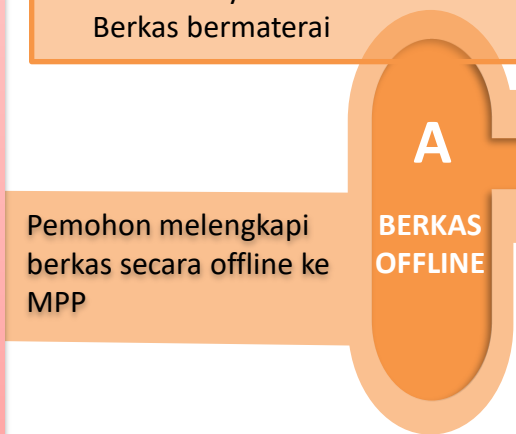 Berkas bermaterai
A
BERKAS
OFFLINE
Pemohon melengkapi
berkas secara offline ke
MPP